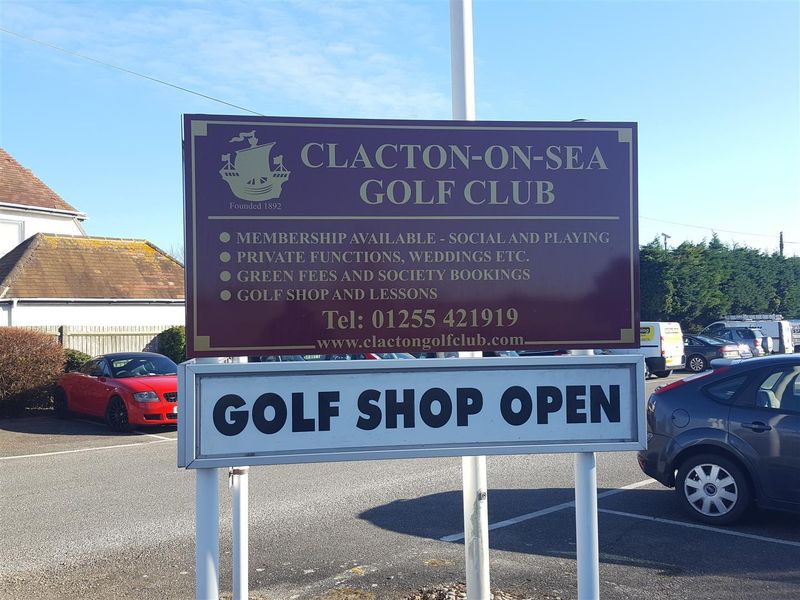 CLACTON-ON-SEA
GOLF CLUB
Founded 1892
MEMBERSHIP AVAILABLE - SOCIAL AND PLAYING
PRIVATE FUNCTIONS, WEDDINGS ETC.
GREEN FEES AND SOCIETY BOOKINGS
GOLF SHOP AND LESSONS
Tel: 01255 421919
www.clactongolfclub.com
GOLF SHOP OPEN